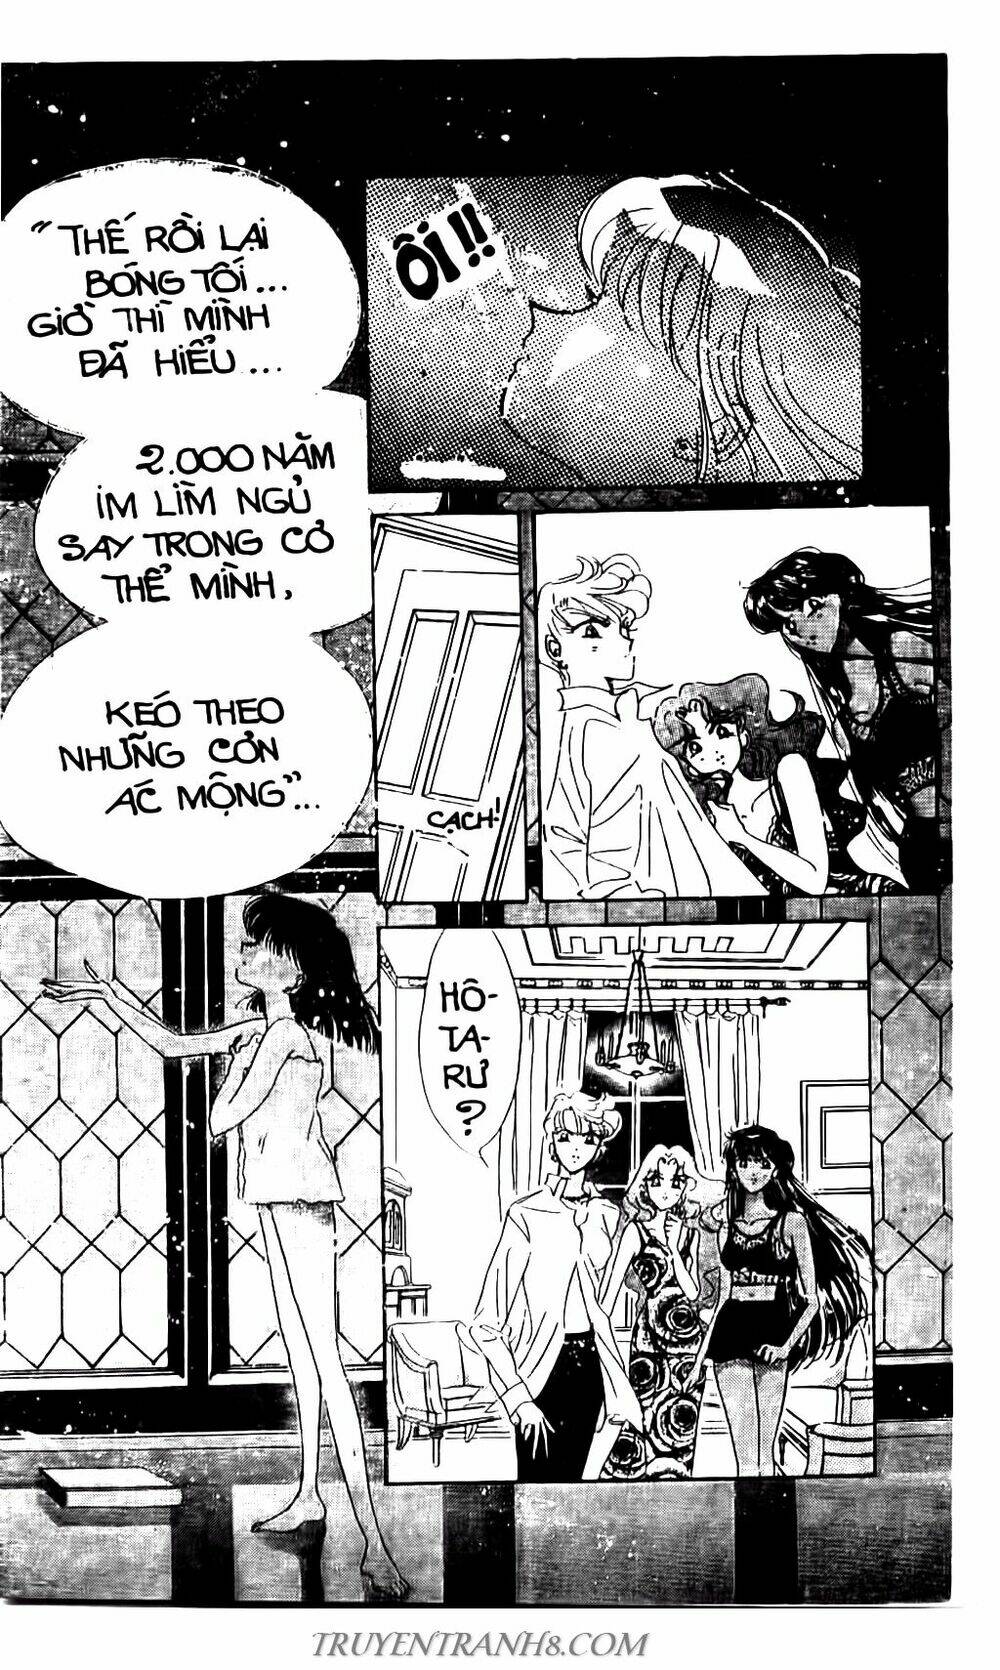 "THẾ RỒI LẠI
BÓNG TỐI...
GIỜ THÌ MÌNH
ĐÃ HIỂU...
ỐI!!
2.000 NĂM
IM LÌM NGỦ
SAY TRONG CƠ
THỂ MÌNH,
KÉO THEO
NHỮNG CƠN
ÁC MỘNG"...
CẠCH!
HÔ-
TA-
RƯ
?
TRUYENTRANH8.COM